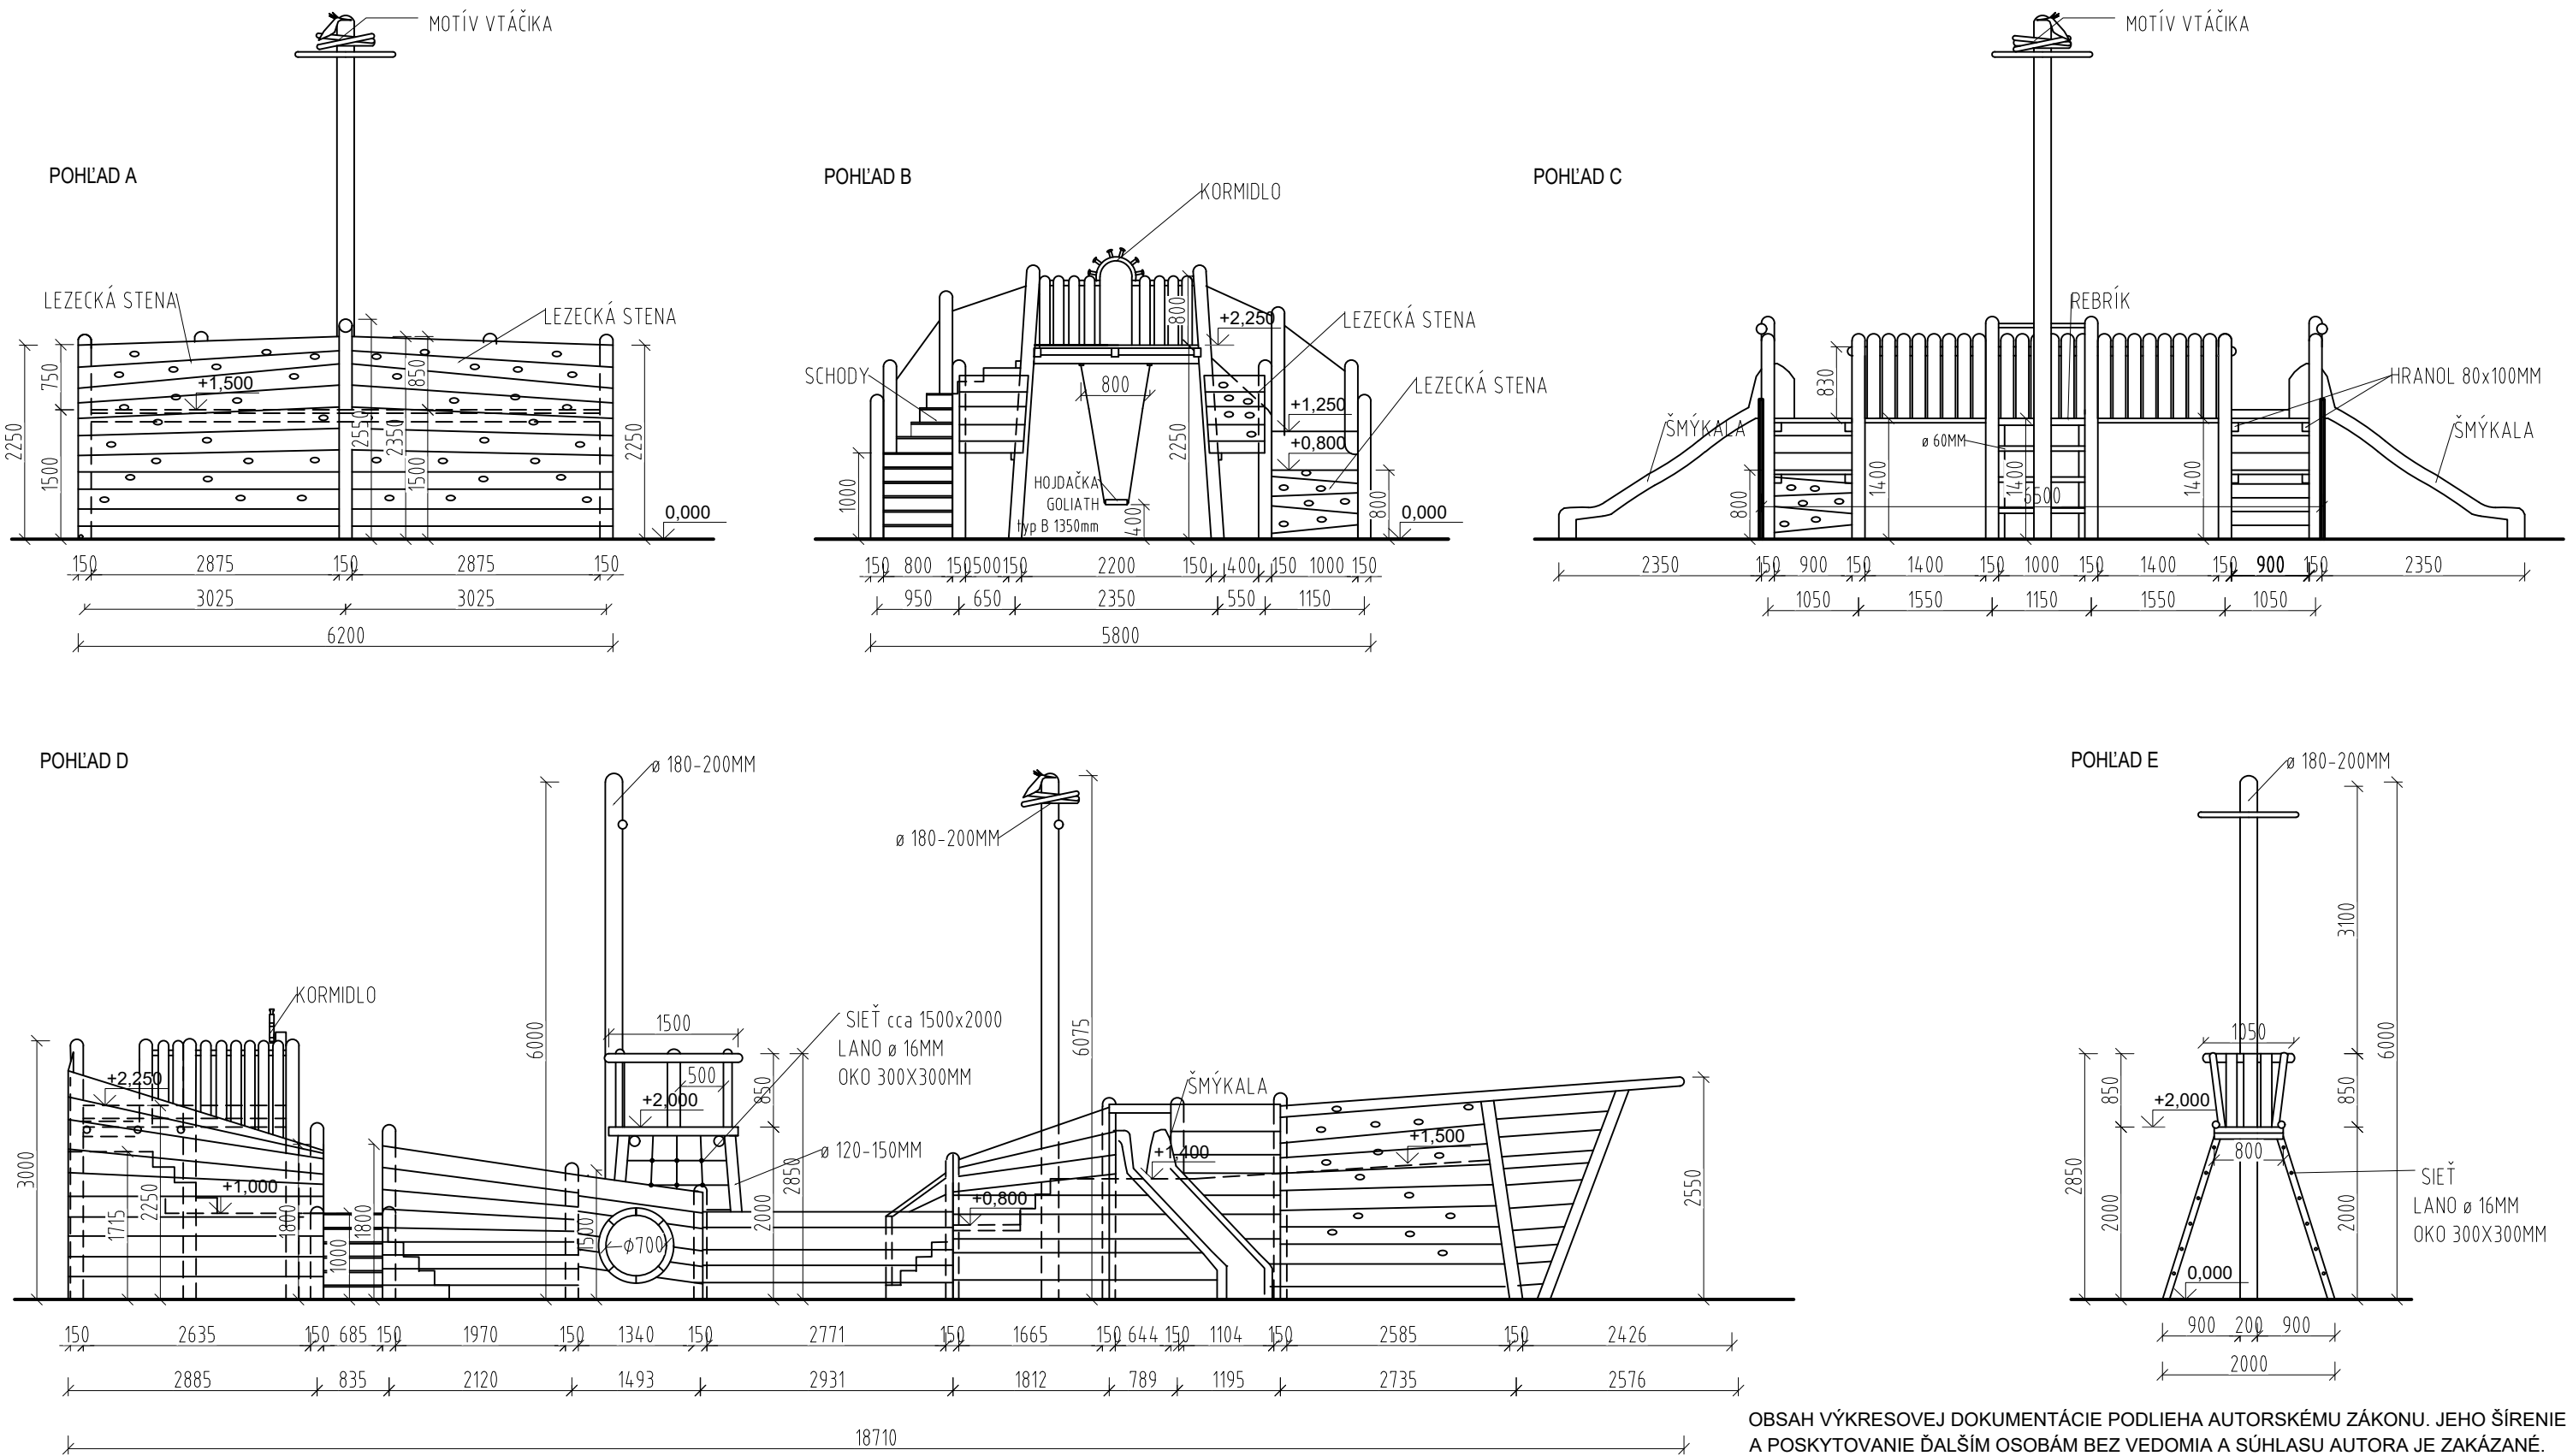 POHĽAD A
MOTÍV VTÁČIKA
LEZECKÁ STENA
LEZECKÁ STENA
+1,500
750
850
2250
1500
2550
2350
1500
2250
0,000
150 2875 150 2875 150
3025 3025
6200
POHĽAD B
KORMIDLO
800
+2,250
LEZECKÁ STENA
SCHODY
800
LEZECKÁ STENA
+1,250
+0,800
2250
HOJDAČKA
GOLIATH
typ B 1350mm
1000
400
800
0,000
150 800 150 500 150 2200 150 400 150 1000 150
950 650 2350 550 1150
5800
POHĽAD C
MOTÍV VTÁČIKA
REBRÍK
830
HRANOL 80x100MM
ŠMÝKALA
ø 60MM
ŠMÝKALA
800
1400
1400
6500
1400
2350 150 900 150 1400 150 1000 150 1400 150 900 150 2350
1050 1550 1150 1550 1050
POHĽAD D
ø 180-200MM
ø 180-200MM
KORMIDLO
6000
1500
SIEŤ cca 1500x2000
LANO ø 16MM
OKO 300X300MM
6075
500
850
ŠMÝKALA
+2,250
+2,000
+1,500
ø 120-150MM
+1,400
3000
+1,000
+0,800
1715
2250
1800
1000
1800
1500
ϕ700
2000
2850
2550
150 2635 150 685 150 1970 150 1340 150 2771 150 1665 150 644 150 1104 150 2585 150 2426
2885 835 2120 1493 2931 1812 789 1195 2735 2576
18710
POHĽAD E
ø 180-200MM
3100
6000
1050
850
850
+2,000
800
2850
2000
2000
SIEŤ
LANO ø 16MM
OKO 300X300MM
0,000
900 200 900
2000
OBSAH VÝKRESOVEJ DOKUMENTÁCIE PODLIEHA AUTORSKÉMU ZÁKONU. JEHO ŠÍRENIE
A POSKYTOVANIE ĎALŠÍM OSOBÁM BEZ VEDOMIA A SÚHLASU AUTORA JE ZAKÁZANÉ.